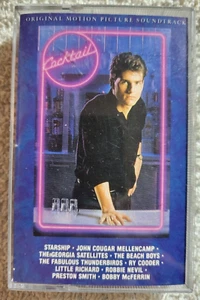 ORIGINAL MOTION PICTURE SOUNDTRACK
Cocktail
STARSHIP · JOHN COUGAR MELLENCAMP ·
THE GEORGIA SATELLITES · THE BEACH BOYS ·
THE FABULOUS THUNDERBIRDS · RY COODER ·
LITTLE RICHARD · ROBBIE NEVIL ·
PRESTON SMITH · BOBBY McFERRIN